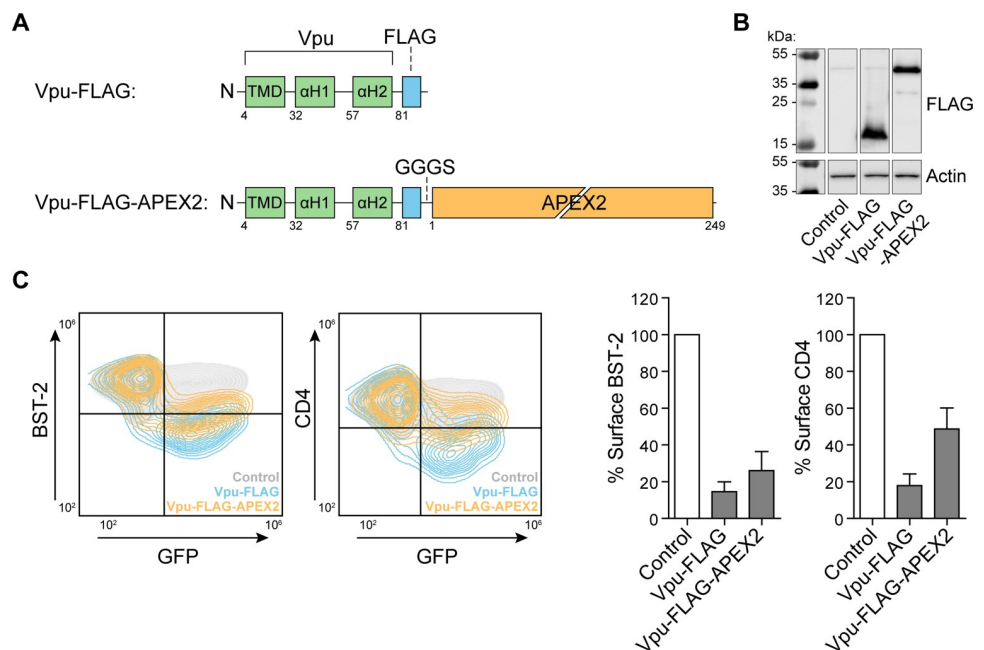 A
Vpu
FLAG
Vpu-FLAG:
N
TMD
αH1
αH2
4
32
57
81
GGGS
Vpu-FLAG-APEX2:
N
TMD
αH1
αH2
APEX2
4
32
57
81
1
249
B
kDa:
55
35
25
15
FLAG
55
35
Actin
Control
Vpu-FLAG
Vpu-FLAG
-APEX2
C
10⁶
BST-2
10²
Control
Vpu-FLAG
Vpu-FLAG-APEX2
10²
10⁶
GFP
10⁶
CD4
10²
Control
Vpu-FLAG
Vpu-FLAG-APEX2
10²
10⁶
GFP
% Surface BST-2
120
100
80
60
40
20
0
Control
Vpu-FLAG
Vpu-FLAG-APEX2
% Surface CD4
120
100
80
60
40
20
0
Control
Vpu-FLAG
Vpu-FLAG-APEX2